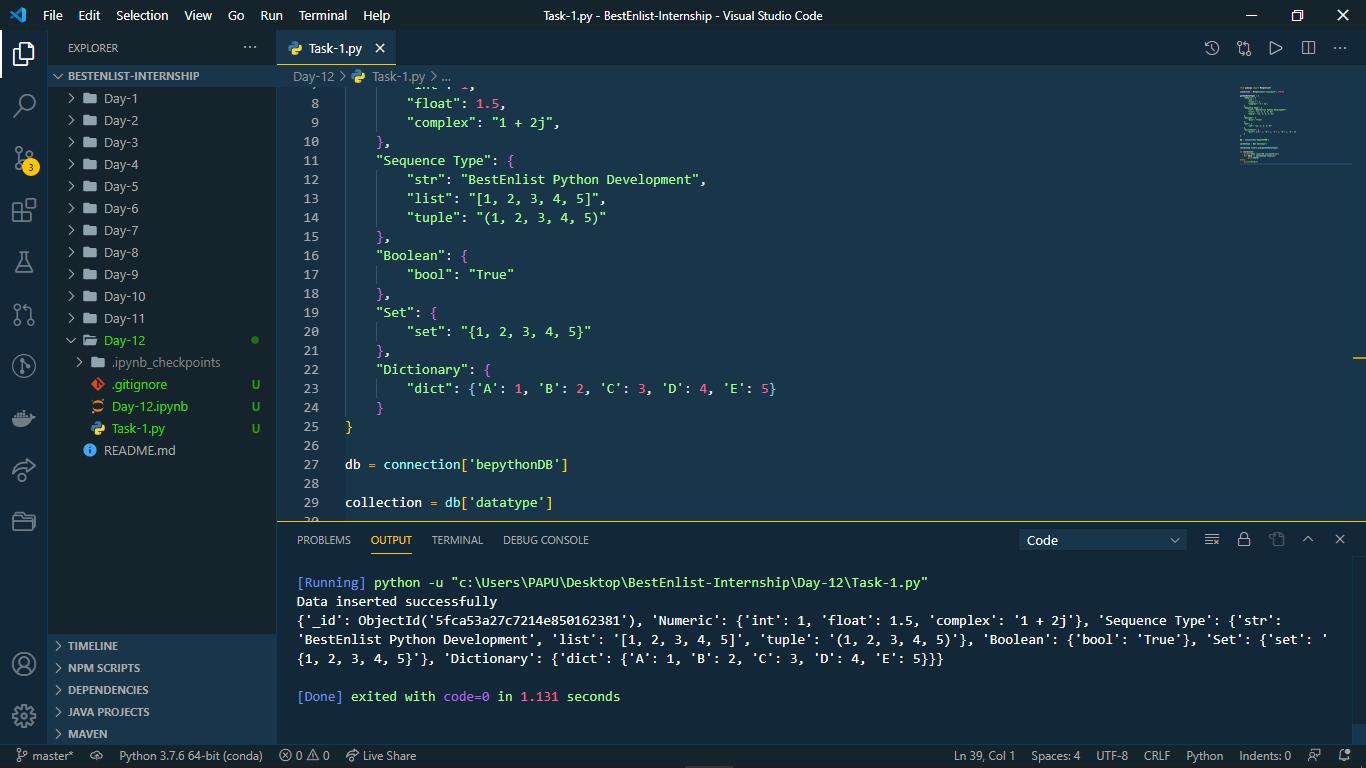 File Edit Selection View Go Run Terminal Help Task-1.py - BestEnlist-Internship - Visual Studio Code
EXPLORER
BESTENLIST-INTERNSHIP
Day-1
Day-2
Day-3
Day-4
Day-5
Day-6
Day-7
Day-8
Day-9
Day-10
Day-11
Day-12
.ipynb_checkpoints
.gitignore U
Day-12.ipynb U
Task-1.py U
README.md
TIMELINE
NPM SCRIPTS
DEPENDENCIES
JAVA PROJECTS
MAVEN
3
Task-1.py
Day-12 > Task-1.py > ...
7 "int": 1,
8 "float": 1.5,
9 "complex": "1 + 2j",
10 },
11 "Sequence Type": {
12 "str": "BestEnlist Python Development",
13 "list": "[1, 2, 3, 4, 5]",
14 "tuple": "(1, 2, 3, 4, 5)"
15 },
16 "Boolean": {
17 "bool": "True"
18 },
19 "Set": {
20 "set": "{1, 2, 3, 4, 5}"
21 },
22 "Dictionary": {
23 "dict": {'A': 1, 'B': 2, 'C': 3, 'D': 4, 'E': 5}
24 }
25 }
26
27 db = connection['bepythonDB']
28
29 collection = db['datatype']
30
PROBLEMS OUTPUT TERMINAL DEBUG CONSOLE Code
[Running] python -u "c:\Users\PAPU\Desktop\BestEnlist-Internship\Day-12\Task-1.py"
Data inserted successfully
{'_id': ObjectId('5fca53a27c7214e850162381'), 'Numeric': {'int': 1, 'float': 1.5, 'complex': '1 + 2j'}, 'Sequence Type': {'str':
'BestEnlist Python Development', 'list': '[1, 2, 3, 4, 5]', 'tuple': '(1, 2, 3, 4, 5)'}, 'Boolean': {'bool': 'True'}, 'Set': {'set': '
{1, 2, 3, 4, 5}'}, 'Dictionary': {'dict': {'A': 1, 'B': 2, 'C': 3, 'D': 4, 'E': 5}}}
[Done] exited with code=0 in 1.131 seconds
master* Python 3.7.6 64-bit (conda) 0 0 Live Share Ln 39, Col 1 Spaces: 4 UTF-8 CRLF Python Indents: 0